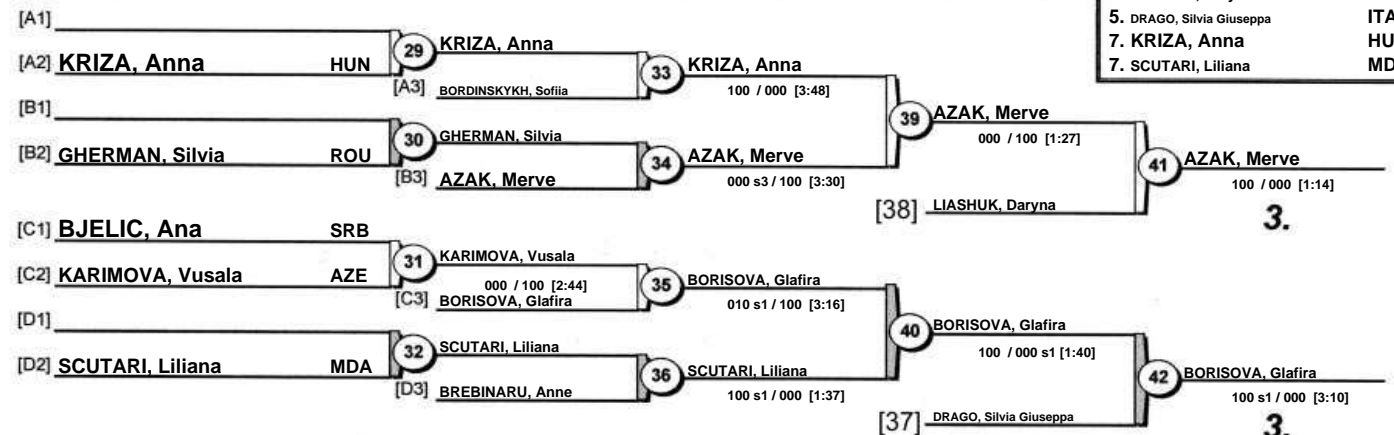 5. DRAGO, Silvia Giuseppa ITA
7. KRIZA, Anna
7. SCUTARI, Liliana
[A1]
[A2] KRIZA, Anna HUN
29
KRIZA, Anna
[A3] BORDINSKYKH, Sofiia
33
KRIZA, Anna
100 / 000 [3:48]
[B1]
[B2] GHERMAN, Silvia ROU
30
GHERMAN, Silvia
[B3] AZAK, Merve
34
AZAK, Merve
000 s3 / 100 [3:30]
39
AZAK, Merve
000 / 100 [1:27]
[38] LIASHUK, Daryna
41
AZAK, Merve
100 / 000 [1:14]
3.
[C1] BJELIC, Ana SRB
[C2] KARIMOVA, Vusala AZE
31
KARIMOVA, Vusala
000 / 100 [2:44]
[C3] BORISOVA, Glafira
35
BORISOVA, Glafira
010 s1 / 100 [3:16]
[D1]
[D2] SCUTARI, Liliana MDA
32
SCUTARI, Liliana
[D3] BREBINARU, Anne
36
SCUTARI, Liliana
100 s1 / 000 [1:37]
40
BORISOVA, Glafira
100 / 000 s1 [1:40]
[37] DRAGO, Silvia Giuseppa
42
BORISOVA, Glafira
100 s1 / 000 [3:10]
3.